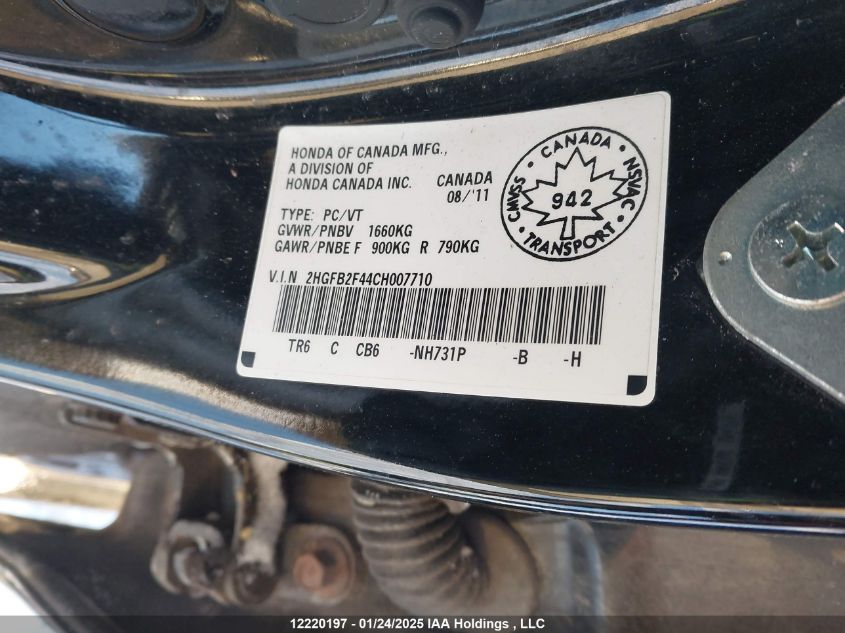 HONDA OF CANADA MFG.,
A DIVISION OF
HONDA CANADA INC.
CANADA
08/'11
TYPE: PC/VT
GVWR/PNBV 1660KG
GAWR/PNBE F 900KG R 790KG
V.I.N 2HGFB2F44CH007710
TR6 C CB6 -NH731P -B -H
CANADA
CMVSS
NSVAC
942
TRANSPORT
12220197 - 01/24/2025 IAA Holdings , LLC